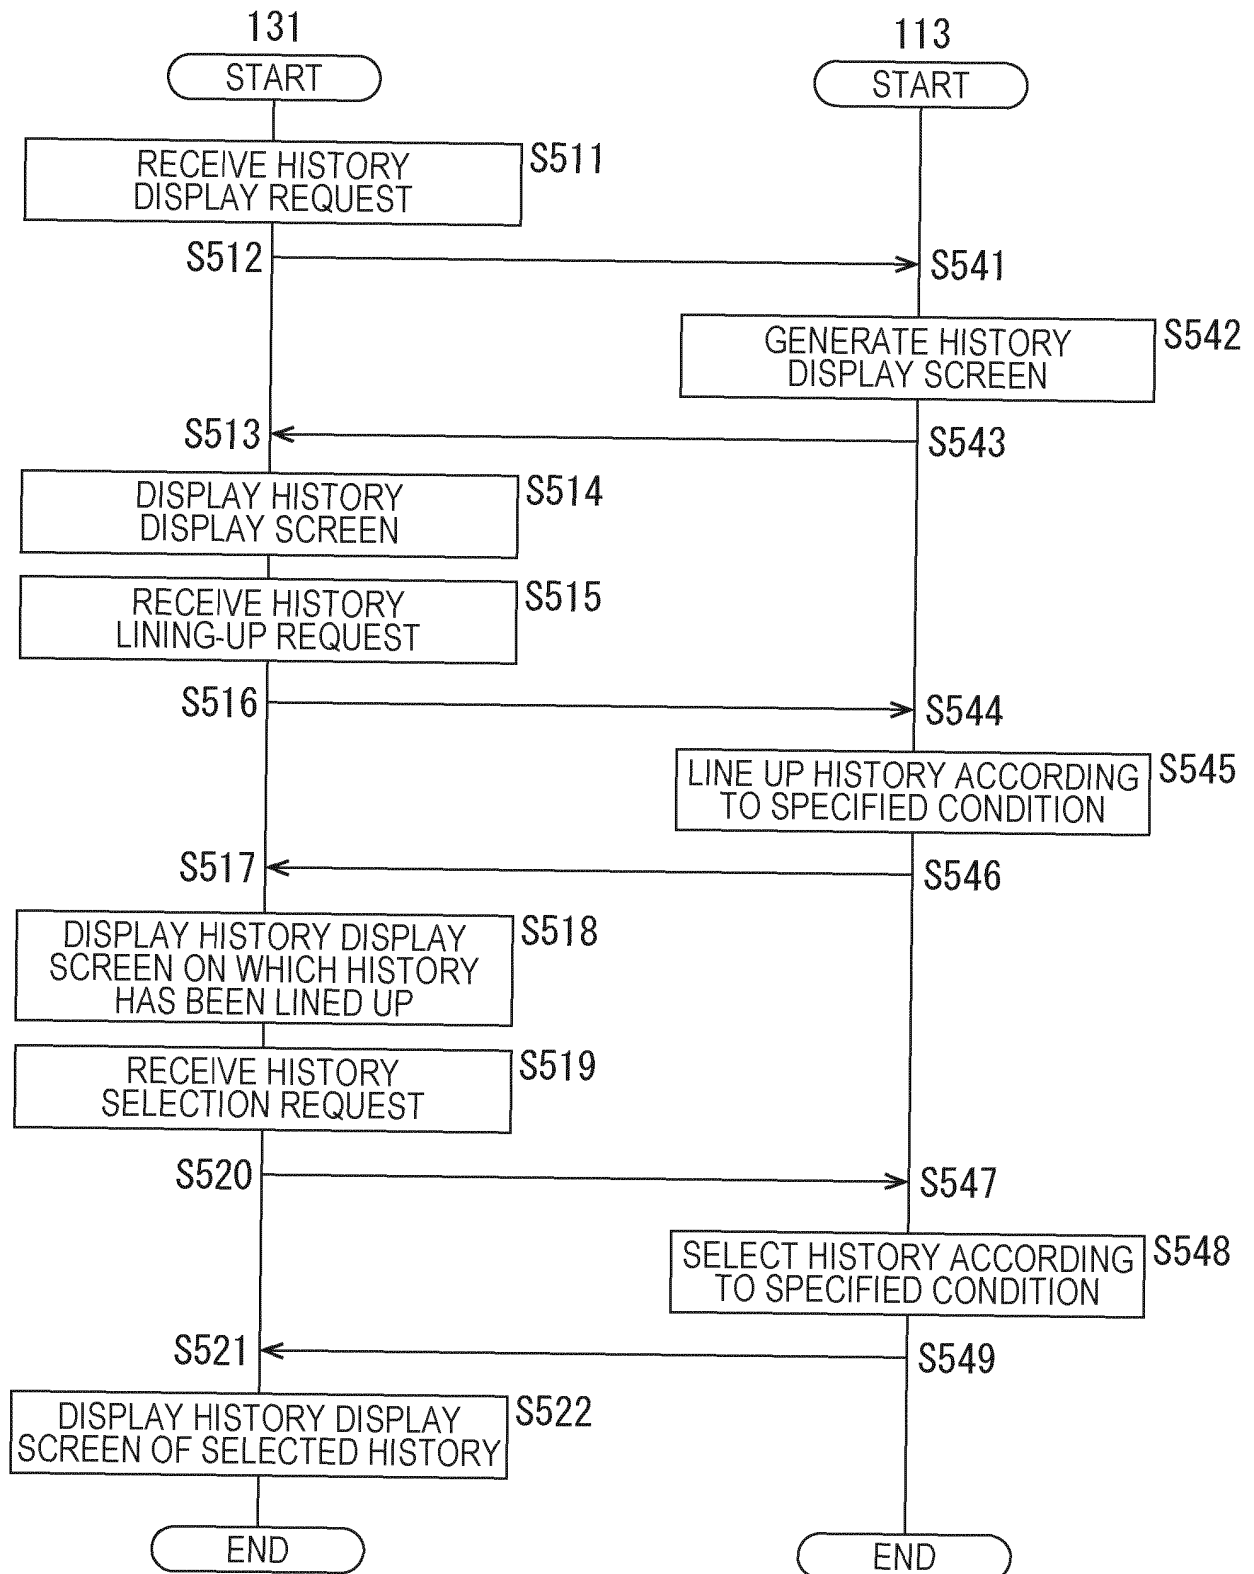 131
113
START
START
RECEIVE HISTORY
DISPLAY REQUEST
S511
S512
S541
GENERATE HISTORY
DISPLAY SCREEN
S542
S513
S543
DISPLAY HISTORY
DISPLAY SCREEN
S514
RECEIVE HISTORY
LINING-UP REQUEST
S515
S516
S544
LINE UP HISTORY ACCORDING
TO SPECIFIED CONDITION
S545
S517
S546
DISPLAY HISTORY DISPLAY
SCREEN ON WHICH HISTORY
HAS BEEN LINED UP
S518
RECEIVE HISTORY
SELECTION REQUEST
S519
S520
S547
SELECT HISTORY ACCORDING
TO SPECIFIED CONDITION
S548
S521
S549
DISPLAY HISTORY DISPLAY
SCREEN OF SELECTED HISTORY
S522
END
END